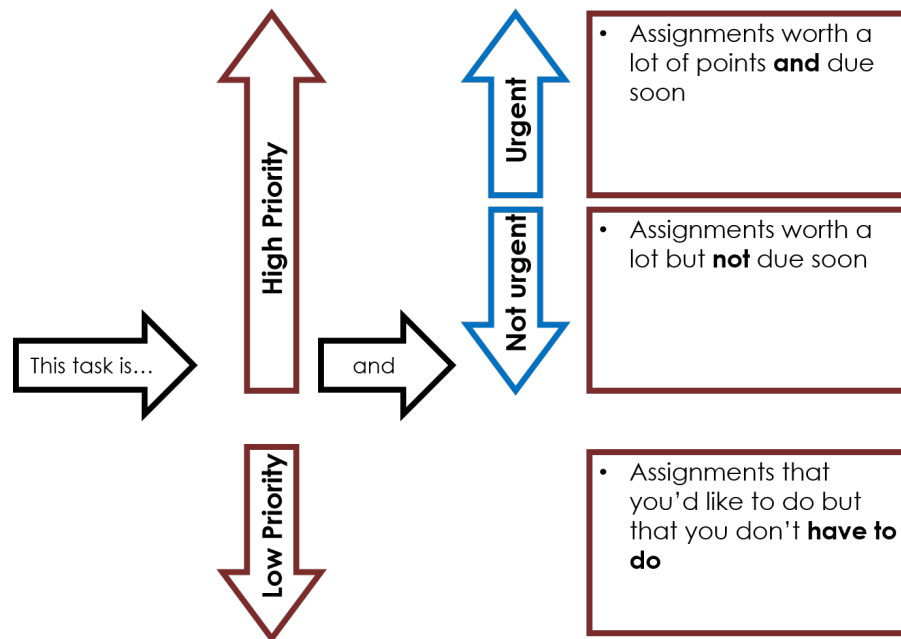 This task is…
High Priority
and
Urgent
• Assignments worth a
lot of points and due
soon
Not urgent
• Assignments worth a
lot but not due soon
Low Priority
• Assignments that
you’d like to do but
that you don’t have to
do